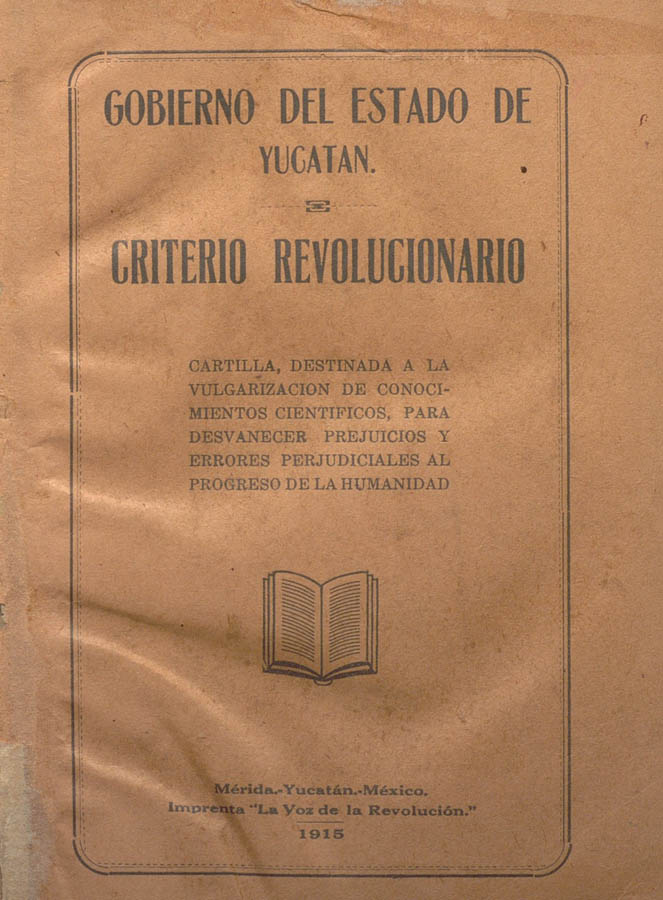 GOBIERNO DEL ESTADO DE
YUCATAN.
CRITERIO REVOLUCIONARIO
CARTILLA, DESTINADA A LA
VULGARIZACION DE CONOCI-
MIENTOS CIENTIFICOS, PARA
DESVANECER PREJUICIOS Y
ERRORES PERJUDICIALES AL
PROGRESO DE LA HUMANIDAD
Mérida.-Yucatán.-México.
Imprenta "La Voz de la Revolución."
1915